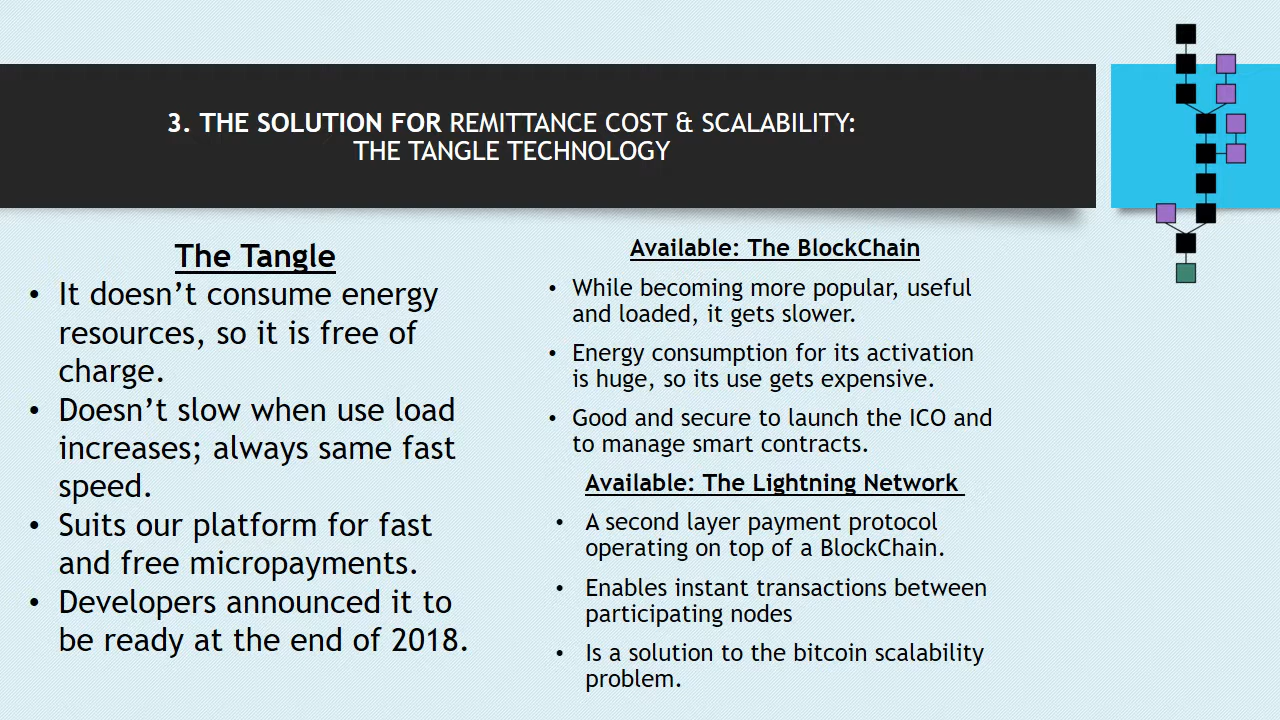 3. THE SOLUTION FOR REMITTANCE COST & SCALABILITY:
THE TANGLE TECHNOLOGY
The Tangle
• It doesn’t consume energy
resources, so it is free of
charge.
• Doesn’t slow when use load
increases; always same fast
speed.
• Suits our platform for fast
and free micropayments.
• Developers announced it to
be ready at the end of 2018.
Available: The BlockChain
• While becoming more popular, useful
and loaded, it gets slower.
• Energy consumption for its activation
is huge, so its use gets expensive.
• Good and secure to launch the ICO and
to manage smart contracts.
Available: The Lightning Network
• A second layer payment protocol
operating on top of a BlockChain.
• Enables instant transactions between
participating nodes
• Is a solution to the bitcoin scalability
problem.